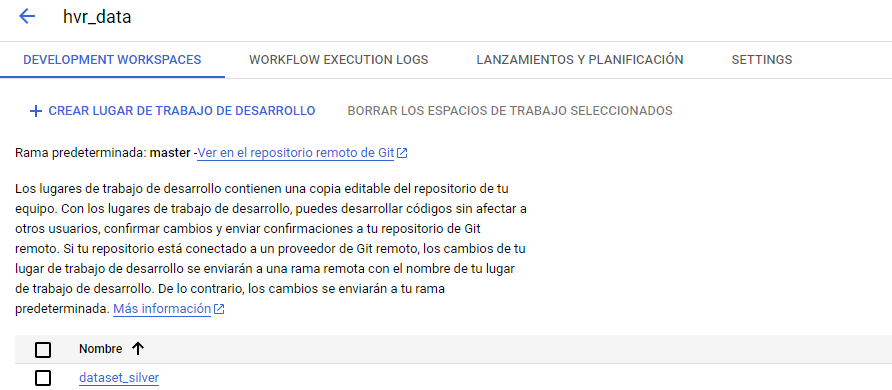 hvr_data
DEVELOPMENT WORKSPACES WORKFLOW EXECUTION LOGS LANZAMIENTOS Y PLANIFICACIÓN SETTINGS
+ CREAR LUGAR DE TRABAJO DE DESARROLLO BORRAR LOS ESPACIOS DE TRABAJO SELECCIONADOS
Rama predeterminada: master -Ver en el repositorio remoto de Git
Los lugares de trabajo de desarrollo contienen una copia editable del repositorio de tu
equipo. Con los lugares de trabajo de desarrollo, puedes desarrollar códigos sin afectar a
otros usuarios, confirmar cambios y enviar confirmaciones a tu repositorio de Git
remoto. Si tu repositorio está conectado a un proveedor de Git remoto, los cambios de tu
lugar de trabajo de desarrollo se enviarán a una rama remota con el nombre de tu lugar
de trabajo de desarrollo. De lo contrario, los cambios se enviarán a tu rama
predeterminada. Más información
Nombre
dataset_silver